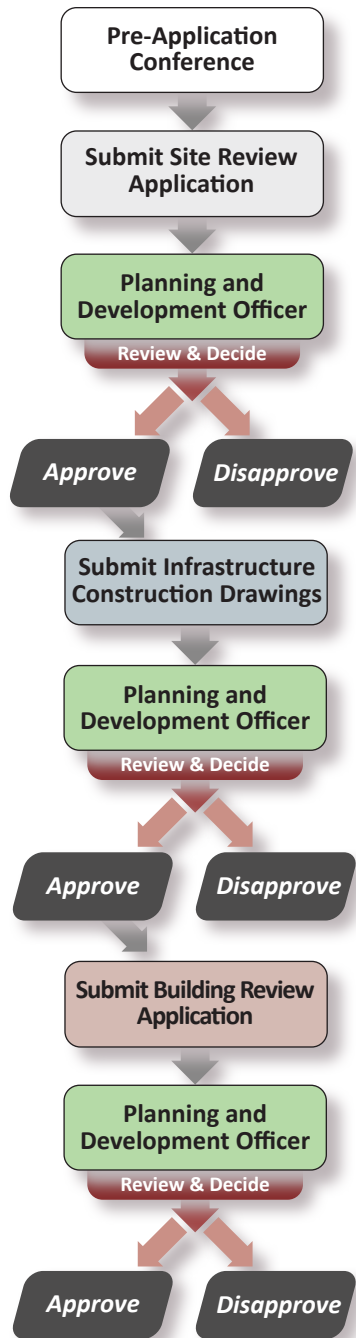 Pre-Application
Conference
Submit Site Review
Application
Planning and
Development Officer
Review & Decide
Approve
Disapprove
Submit Infrastructure
Construction Drawings
Planning and
Development Officer
Review & Decide
Approve
Disapprove
Submit Building Review
Application
Planning and
Development Officer
Review & Decide
Approve
Disapprove